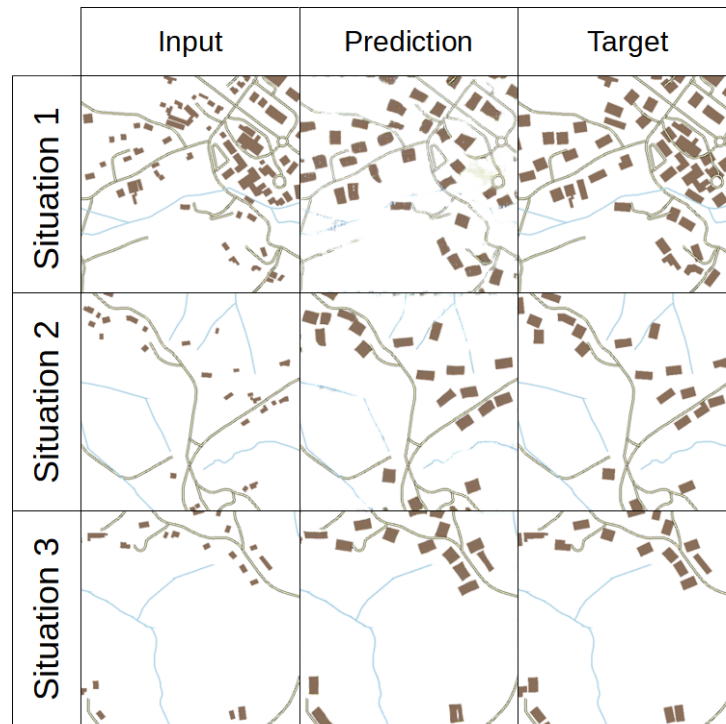 Input
Prediction
Target
Situation 1
Situation 2
Situation 3